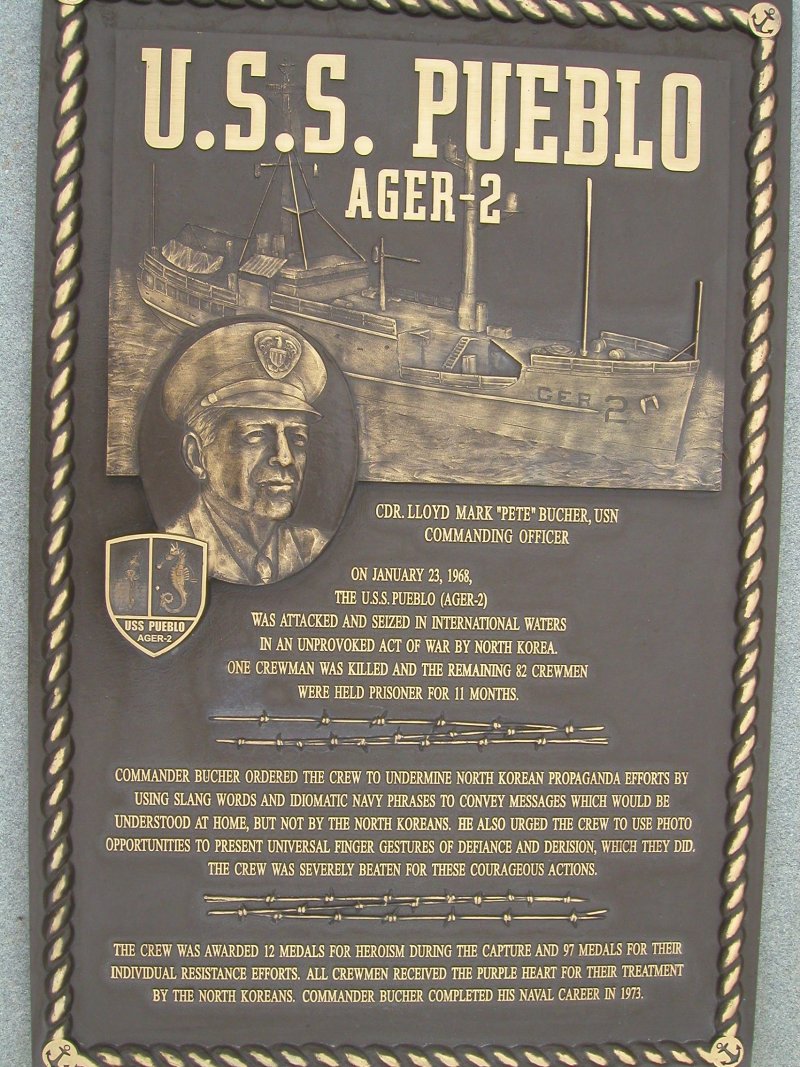 U.S.S. PUEBLO
AGER-2
GER 2
CDR. LLOYD MARK "PETE" BUCHER, USN
COMMANDING OFFICER
USS PUEBLO
AGER-2
ON JANUARY 23, 1968,
THE U.S.S. PUEBLO (AGER-2)
WAS ATTACKED AND SEIZED IN INTERNATIONAL WATERS
IN AN UNPROVOKED ACT OF WAR BY NORTH KOREA.
ONE CREWMAN WAS KILLED AND THE REMAINING 82 CREWMEN
WERE HELD PRISONER FOR 11 MONTHS.
COMMANDER BUCHER ORDERED THE CREW TO UNDERMINE NORTH KOREAN PROPAGANDA EFFORTS BY
USING SLANG WORDS AND IDIOMATIC NAVY PHRASES TO CONVEY MESSAGES WHICH WOULD BE
UNDERSTOOD AT HOME, BUT NOT BY THE NORTH KOREANS. HE ALSO URGED THE CREW TO USE PHOTO
OPPORTUNITIES TO PRESENT UNIVERSAL FINGER GESTURES OF DEFIANCE AND DERISION, WHICH THEY DID.
THE CREW WAS SEVERELY BEATEN FOR THESE COURAGEOUS ACTIONS.
THE CREW WAS AWARDED 12 MEDALS FOR HEROISM DURING THE CAPTURE AND 97 MEDALS FOR THEIR
INDIVIDUAL RESISTANCE EFFORTS. ALL CREWMEN RECEIVED THE PURPLE HEART FOR THEIR TREATMENT
BY THE NORTH KOREANS. COMMANDER BUCHER COMPLETED HIS NAVAL CAREER IN 1973.